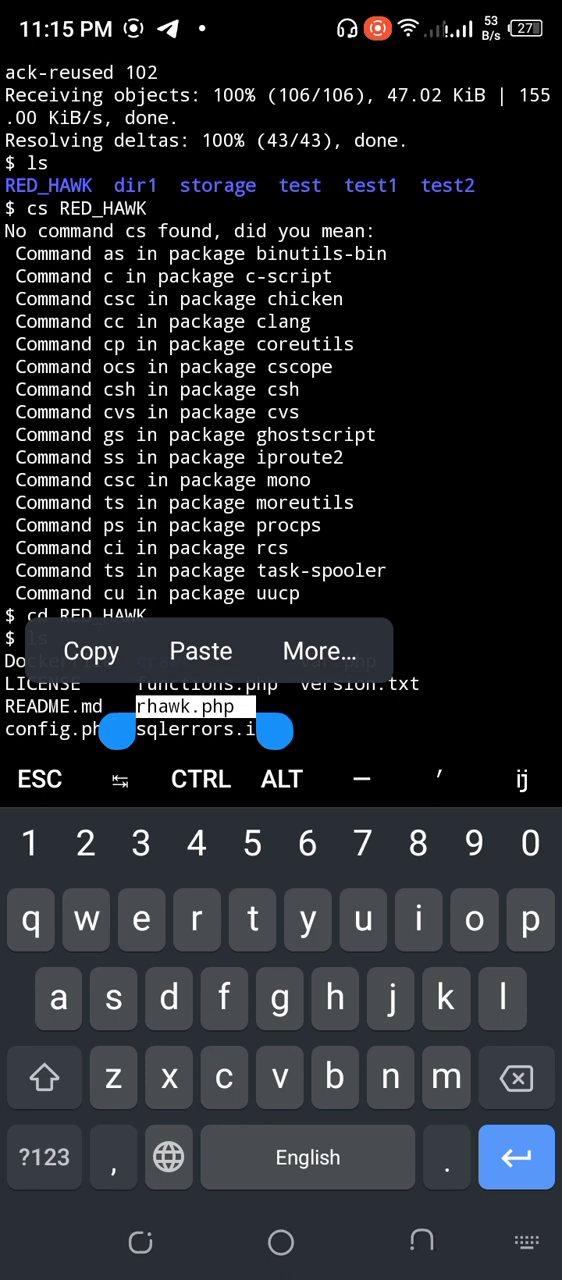 11:15 PM
53 B/s
27
ack-reused 102
Receiving objects: 100% (106/106), 47.02 KiB | 155
.00 KiB/s, done.
Resolving deltas: 100% (43/43), done.
$ ls
RED_HAWK dir1 storage test test1 test2
$ cs RED_HAWK
No command cs found, did you mean:
Command as in package binutils-bin
Command c in package c-script
Command csc in package chicken
Command cc in package clang
Command cp in package coreutils
Command ocs in package cscope
Command csh in package csh
Command cvs in package cvs
Command gs in package ghostscript
Command ss in package iproute2
Command csc in package mono
Command ts in package moreutils
Command ps in package procps
Command ci in package rcs
Command ts in package task-spooler
Command cu in package uucp
$ cd RED_HAWK
$ ls
Copy Paste More...
LICENSE functions.php version.txt
README.md rhawk.php
config.ph sqlerrors.i
ESC ↹ CTRL ALT — ′ ij
1 2 3 4 5 6 7 8 9 0
q w e r t y u i o p
a s d f g h j k l
z x c v b n m
?123 , English .